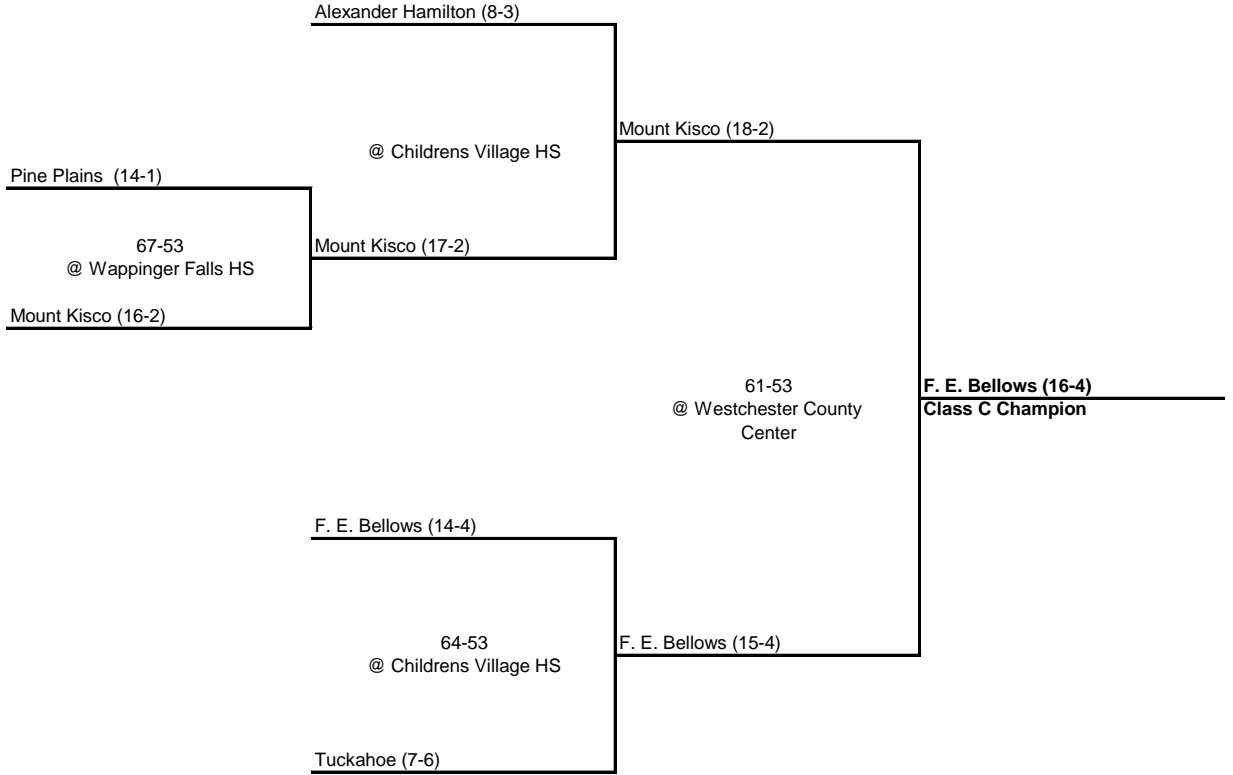 Alexander Hamilton (8-3)
Mount Kisco (18-2)
@ Childrens Village HS
Pine Plains  (14-1)
67-53
@ Wappinger Falls HS
Mount Kisco (17-2)
Mount Kisco (16-2)
61-53
@ Westchester County
Center
F. E. Bellows (16-4)
Class C Champion
F. E. Bellows (14-4)
64-53
@ Childrens Village HS
F. E. Bellows (15-4)
Tuckahoe (7-6)